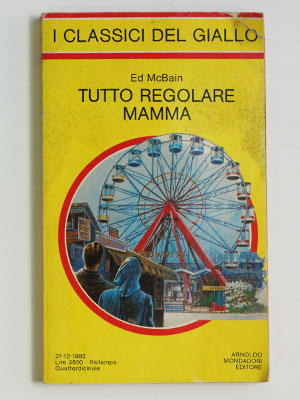 I CLASSICI DEL GIALLO
Ed McBain
TUTTO REGOLARE
MAMMA
21-12-1982
Lire 2500 - Ristampa
Quattordicinale
ARNOLDO
MONDADORI
EDITORE